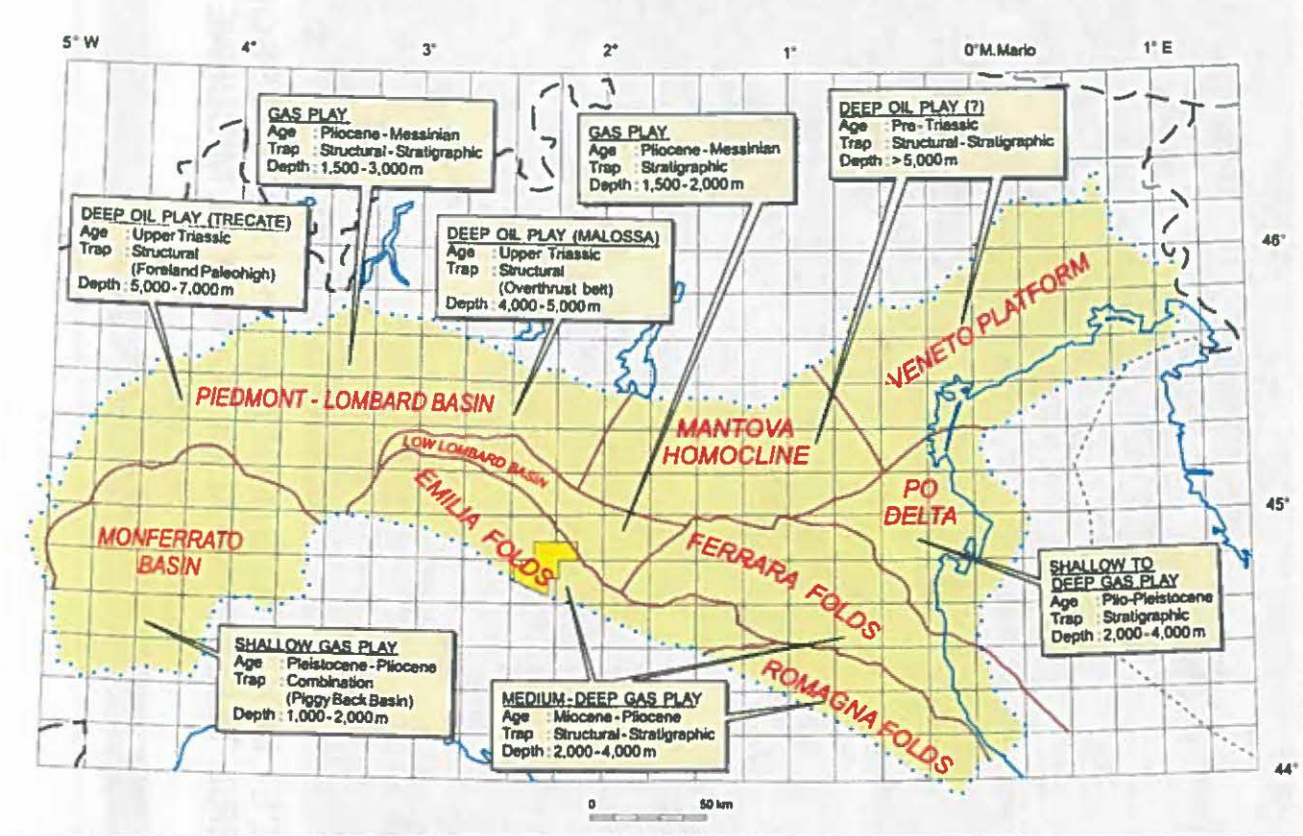 5° W
4°
3°
2°
1°
0° M. Mario
1° E
GAS PLAY
Age : Pliocene - Messinian
Trap : Structural - Stratigraphic
Depth : 1,500 - 3,000 m
GAS PLAY
Age : Pliocene - Messinian
Trap : Stratigraphic
Depth : 1,500 - 2,000 m
DEEP OIL PLAY (?)
Age : Pre - Triassic
Trap : Structural - Stratigraphic
Depth : > 5,000 m
DEEP OIL PLAY (TRECATE)
Age : Upper Triassic
Trap : Structural
(Foreland Paleohigh)
Depth : 5,000 - 7,000 m
DEEP OIL PLAY (MALOSSA)
Age : Upper Triassic
Trap : Structural
(Overthrust belt)
Depth : 4,000 - 5,000 m
46°
VENETO PLATFORM
PIEDMONT - LOMBARD BASIN
MANTOVA
HOMOCLINE
LOW LOMBARD BASIN
EMILIA FOLDS
PO
DELTA
45°
MONFERRATO
BASIN
FERRARA FOLDS
SHALLOW TO
DEEP GAS PLAY
Age : Plio - Pleistocene
Trap : Stratigraphic
Depth : 2,000 - 4,000 m
SHALLOW GAS PLAY
Age : Pleistocene - Pliocene
Trap : Combination
(Piggy Back Basin)
Depth : 1,000 - 2,000 m
ROMAGNA FOLDS
MEDIUM - DEEP GAS PLAY
Age : Miocene - Pliocene
Trap : Structural - Stratigraphic
Depth : 2,000 - 4,000 m
44°
0 50 km